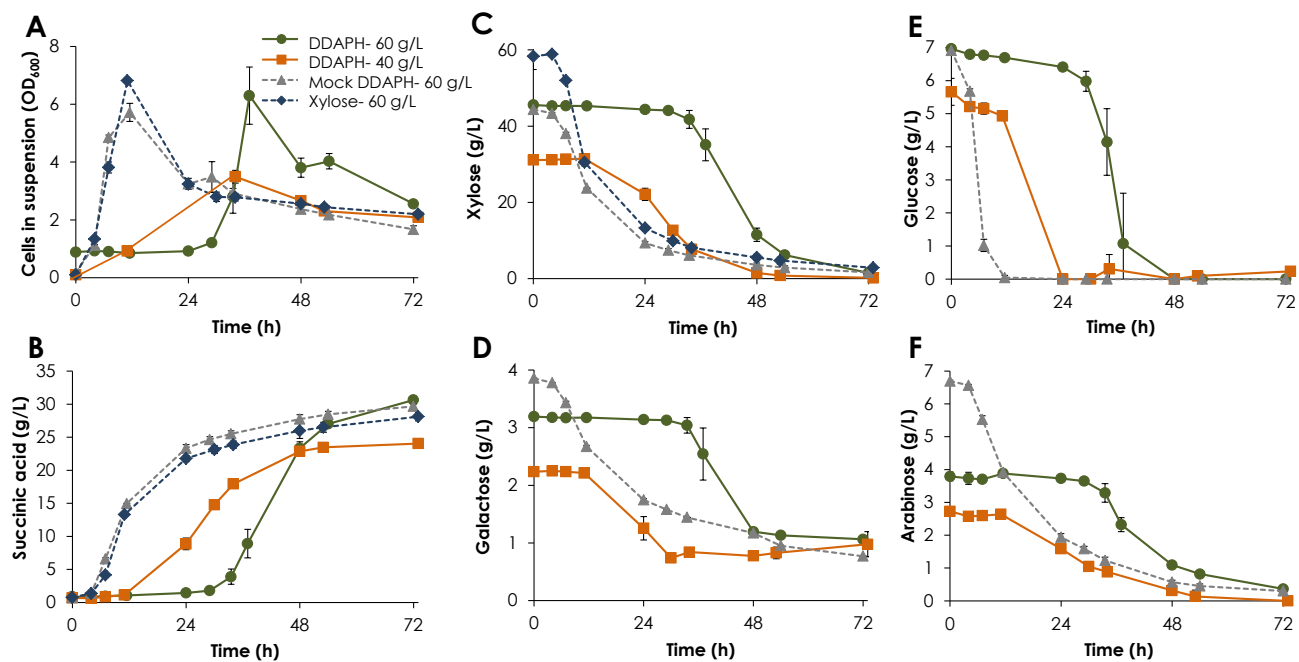 A
Cells in suspension (OD600)
8
6
4
2
0
0 24 48 72
Time (h)
DDAPH- 60 g/L
DDAPH- 40 g/L
Mock DDAPH- 60 g/L
Xylose- 60 g/L
C
Xylose (g/L)
60
40
20
0
0 24 48 72
Time (h)
E
Glucose (g/L)
7
6
5
4
3
2
1
0
0 24 48 72
Time (h)
B
Succinic acid (g/L)
35
30
25
20
15
10
5
0
0 24 48 72
Time (h)
D
Galactose (g/L)
4
3
2
1
0
0 24 48 72
Time (h)
F
Arabinose (g/L)
7
6
5
4
3
2
1
0
0 24 48 72
Time (h)